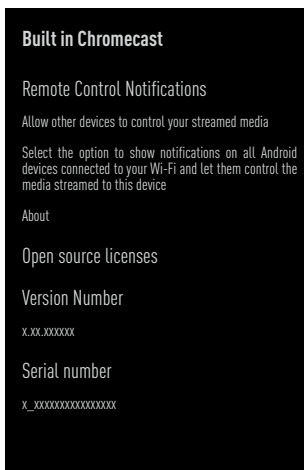 Built in Chromecast
Remote Control Notifications
Allow other devices to control your streamed media
Select the option to show notifications on all Android
devices connected to your Wi-Fi and let them control the
media streamed to this device
About
Open source licenses
Version Number
x.xx.xxxxxx
Serial number
x_xxxxxxxxxxxxxxxx